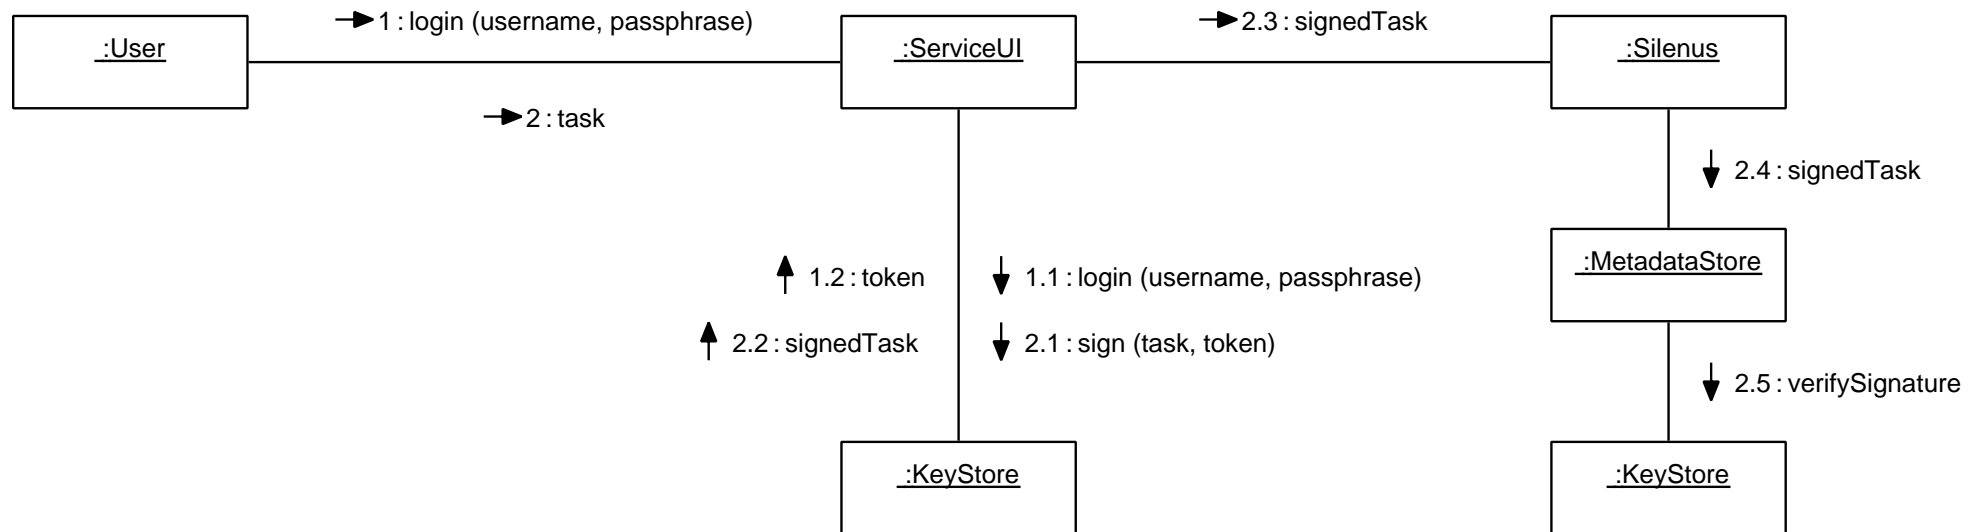 1 : login (username, passphrase)
2.3 : signedTask
:User
:ServiceUI
:Silenus
2 : task
2.4 : signedTask
1.2 : token
1.1 : login (username, passphrase)
:MetadataStore
2.2 : signedTask
2.1 : sign (task, token)
2.5 : verifySignature
:KeyStore
:KeyStore